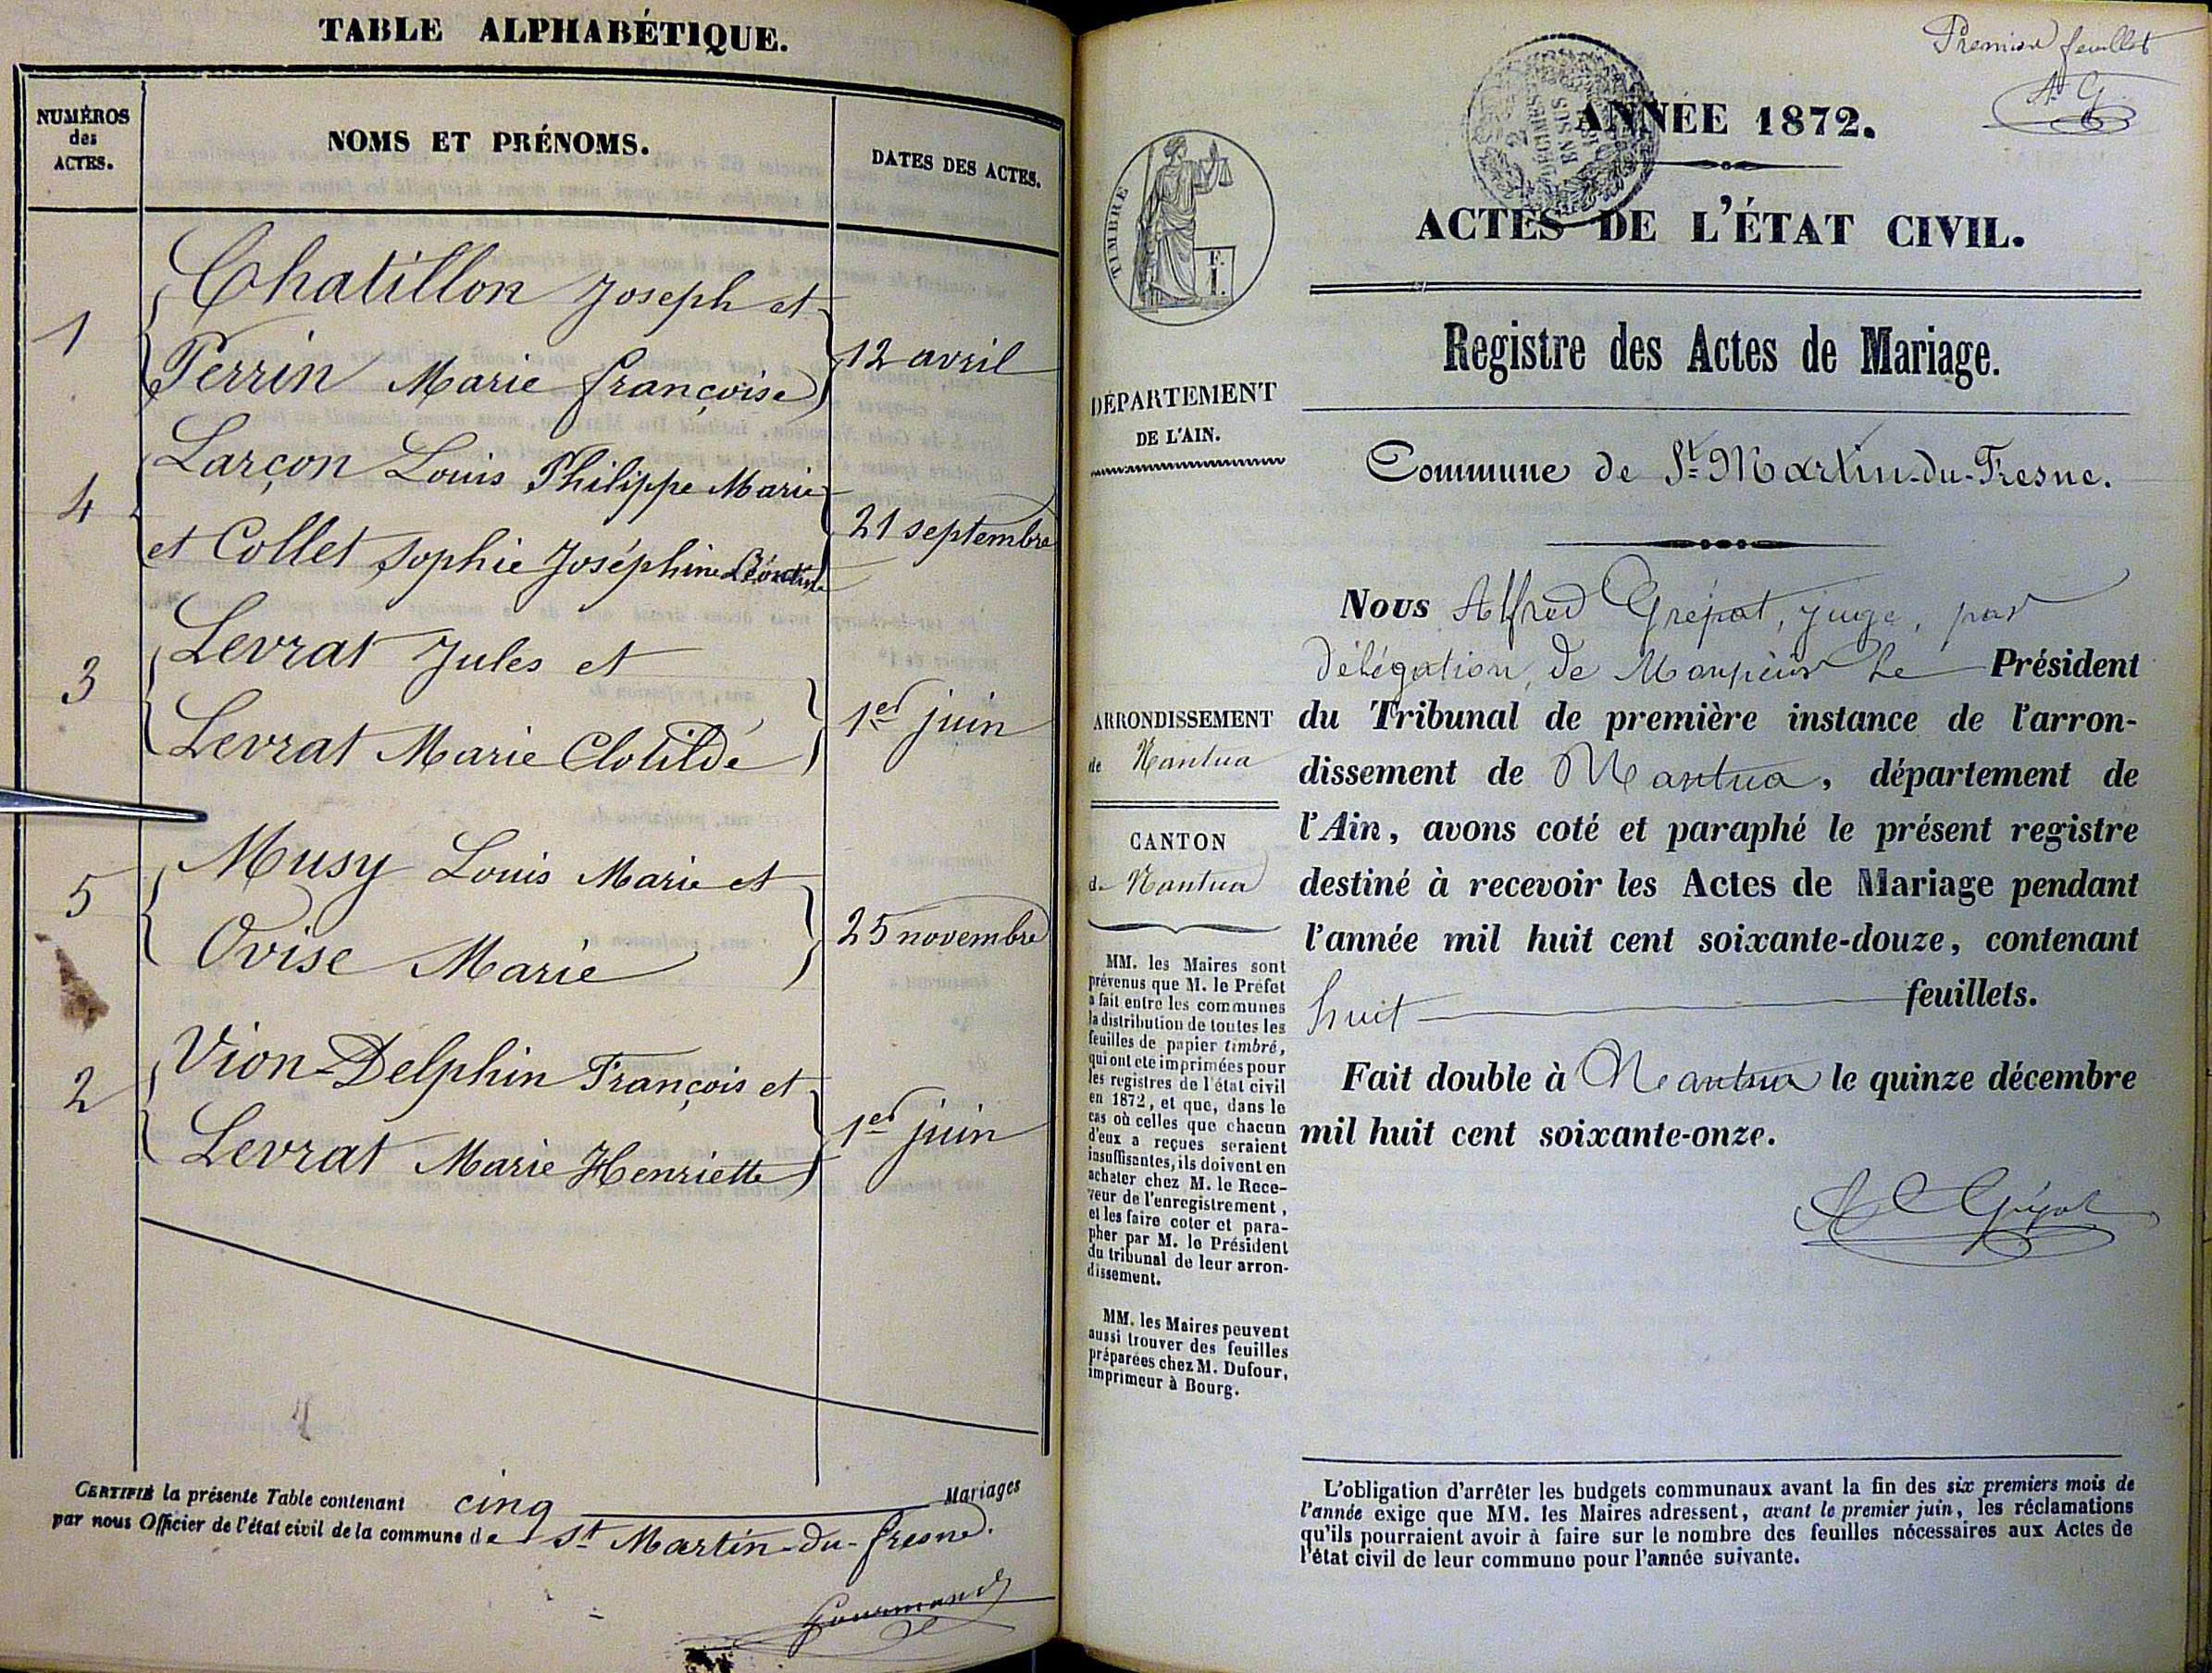 TABLE ALPHABÉTIQUE.
NUMÉROS
des
ACTES.
NOMS ET PRÉNOMS.
DATES DES ACTES.
1
Chatillon Joseph et
Perrin Marie françoise
12 avril
4
Larçon Louis Philippe Marie
et Collet Sophie Joséphine Léontine
21 septembre
3
Levrat Jules et
Levrat Marie Clotilde
1er juin
5
Musy Louis Marie et
Ovise Marie
25 novembre
2
Vion-Delphin François et
Levrat Marie Henriette
1er juin
CERTIFIÉ la présente Table contenant cinq Mariages
par nous Officier de l'état civil de la commune de St Martin-du-fresne.
Gourmand
Premier feuillet
A G
ANNÉE 1872.
ACTES DE L'ÉTAT CIVIL.
TIMBRE
Registre des Actes de Mariage.
DÉPARTEMENT
DE L'AIN.
Commune de St Martin-du-Fresne.
Nous Alfred Grépat, juge, par
délégation, de Monsieur Le Président
du Tribunal de première instance de l'arron-
dissement de Nantua, département de
l'Ain, avons coté et paraphé le présent registre
destiné à recevoir les Actes de Mariage pendant
l'année mil huit cent soixante-douze, contenant
huit feuillets.
Fait double à Nantua le quinze décembre
mil huit cent soixante-onze.
ARRONDISSEMENT
de Nantua
CANTON
de Nantua
MM. les Maires sont
prévenus que M. le Préfet
a fait entre les communes
la distribution de toutes les
feuilles de papier timbré,
qui ont été imprimées pour
les registres de l'état civil
en 1872, et que, dans le
cas où celles que chacun
d'eux a reçues seraient
insuffisantes, ils doivent en
acheter chez M. le Rece-
veur de l'enregistrement,
et les faire coter et para-
pher par M. le Président
du tribunal de leur arron-
dissement.
MM. les Maires peuvent
aussi trouver des feuilles
préparées chez M. Dufour,
imprimeur à Bourg.
L'obligation d'arrêter les budgets communaux avant la fin des six premiers mois de
l'année exige que MM. les Maires adressent, avant le premier juin, les réclamations
qu'ils pourraient avoir à faire sur le nombre des feuilles nécessaires aux Actes de
l'état civil de leur commune pour l'année suivante.